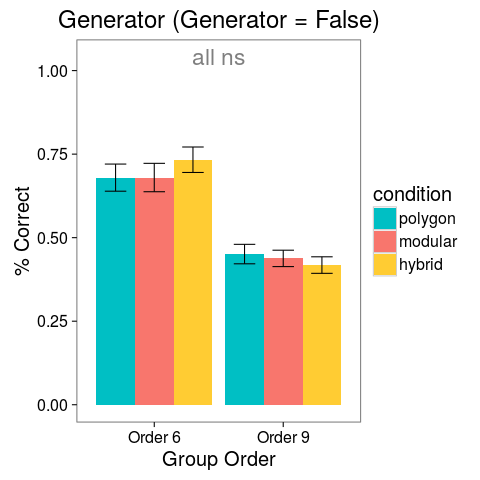 Generator (Generator = False)
all ns
1.00
0.75
0.50
0.25
0.00
% Correct
Order 6
Order 9
Group Order
condition
polygon
modular
hybrid